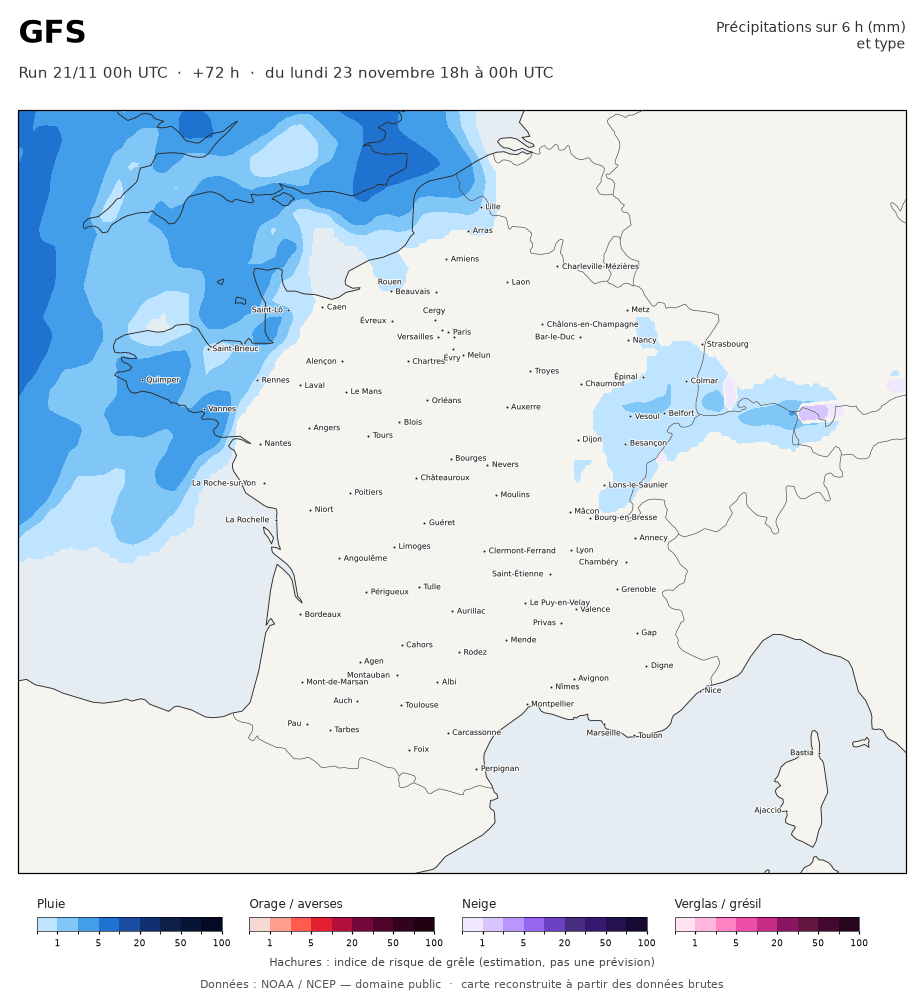 GFS
Précipitations sur 6 h (mm)
et type
Run 21/11 00h UTC · +72 h · du lundi 23 novembre 18h à 00h UTC
Lille
Arras
Amiens
Charleville-Mézières
Rouen
Beauvais
Laon
Saint-Lô
Caen
Cergy
Metz
Évreux
Châlons-en-Champagne
Versailles
Paris
Bar-le-Duc
Nancy
Strasbourg
Saint-Brieuc
Alençon
Chartres
Évry
Melun
Quimper
Rennes
Laval
Troyes
Chaumont
Épinal
Colmar
Le Mans
Vannes
Orléans
Auxerre
Vesoul
Belfort
Angers
Blois
Tours
Nantes
Dijon
Besançon
Bourges
Nevers
La Roche-sur-Yon
Châteauroux
Lons-le-Saunier
Poitiers
Moulins
Niort
Mâcon
Bourg-en-Bresse
La Rochelle
Guéret
Annecy
Limoges
Clermont-Ferrand
Lyon
Angoulême
Chambéry
Saint-Étienne
Périgueux
Tulle
Grenoble
Bordeaux
Aurillac
Le Puy-en-Velay
Valence
Privas
Gap
Cahors
Mende
Rodez
Agen
Digne
Montauban
Mont-de-Marsan
Albi
Avignon
Nîmes
Nice
Auch
Toulouse
Montpellier
Pau
Tarbes
Carcassonne
Marseille
Toulon
Foix
Bastia
Perpignan
Ajaccio
Pluie
1 5 20 50 100
Orage / averses
1 5 20 50 100
Neige
1 5 20 50 100
Verglas / grésil
1 5 20 50 100
Hachures : indice de risque de grêle (estimation, pas une prévision)
Données : NOAA / NCEP — domaine public · carte reconstruite à partir des données brutes